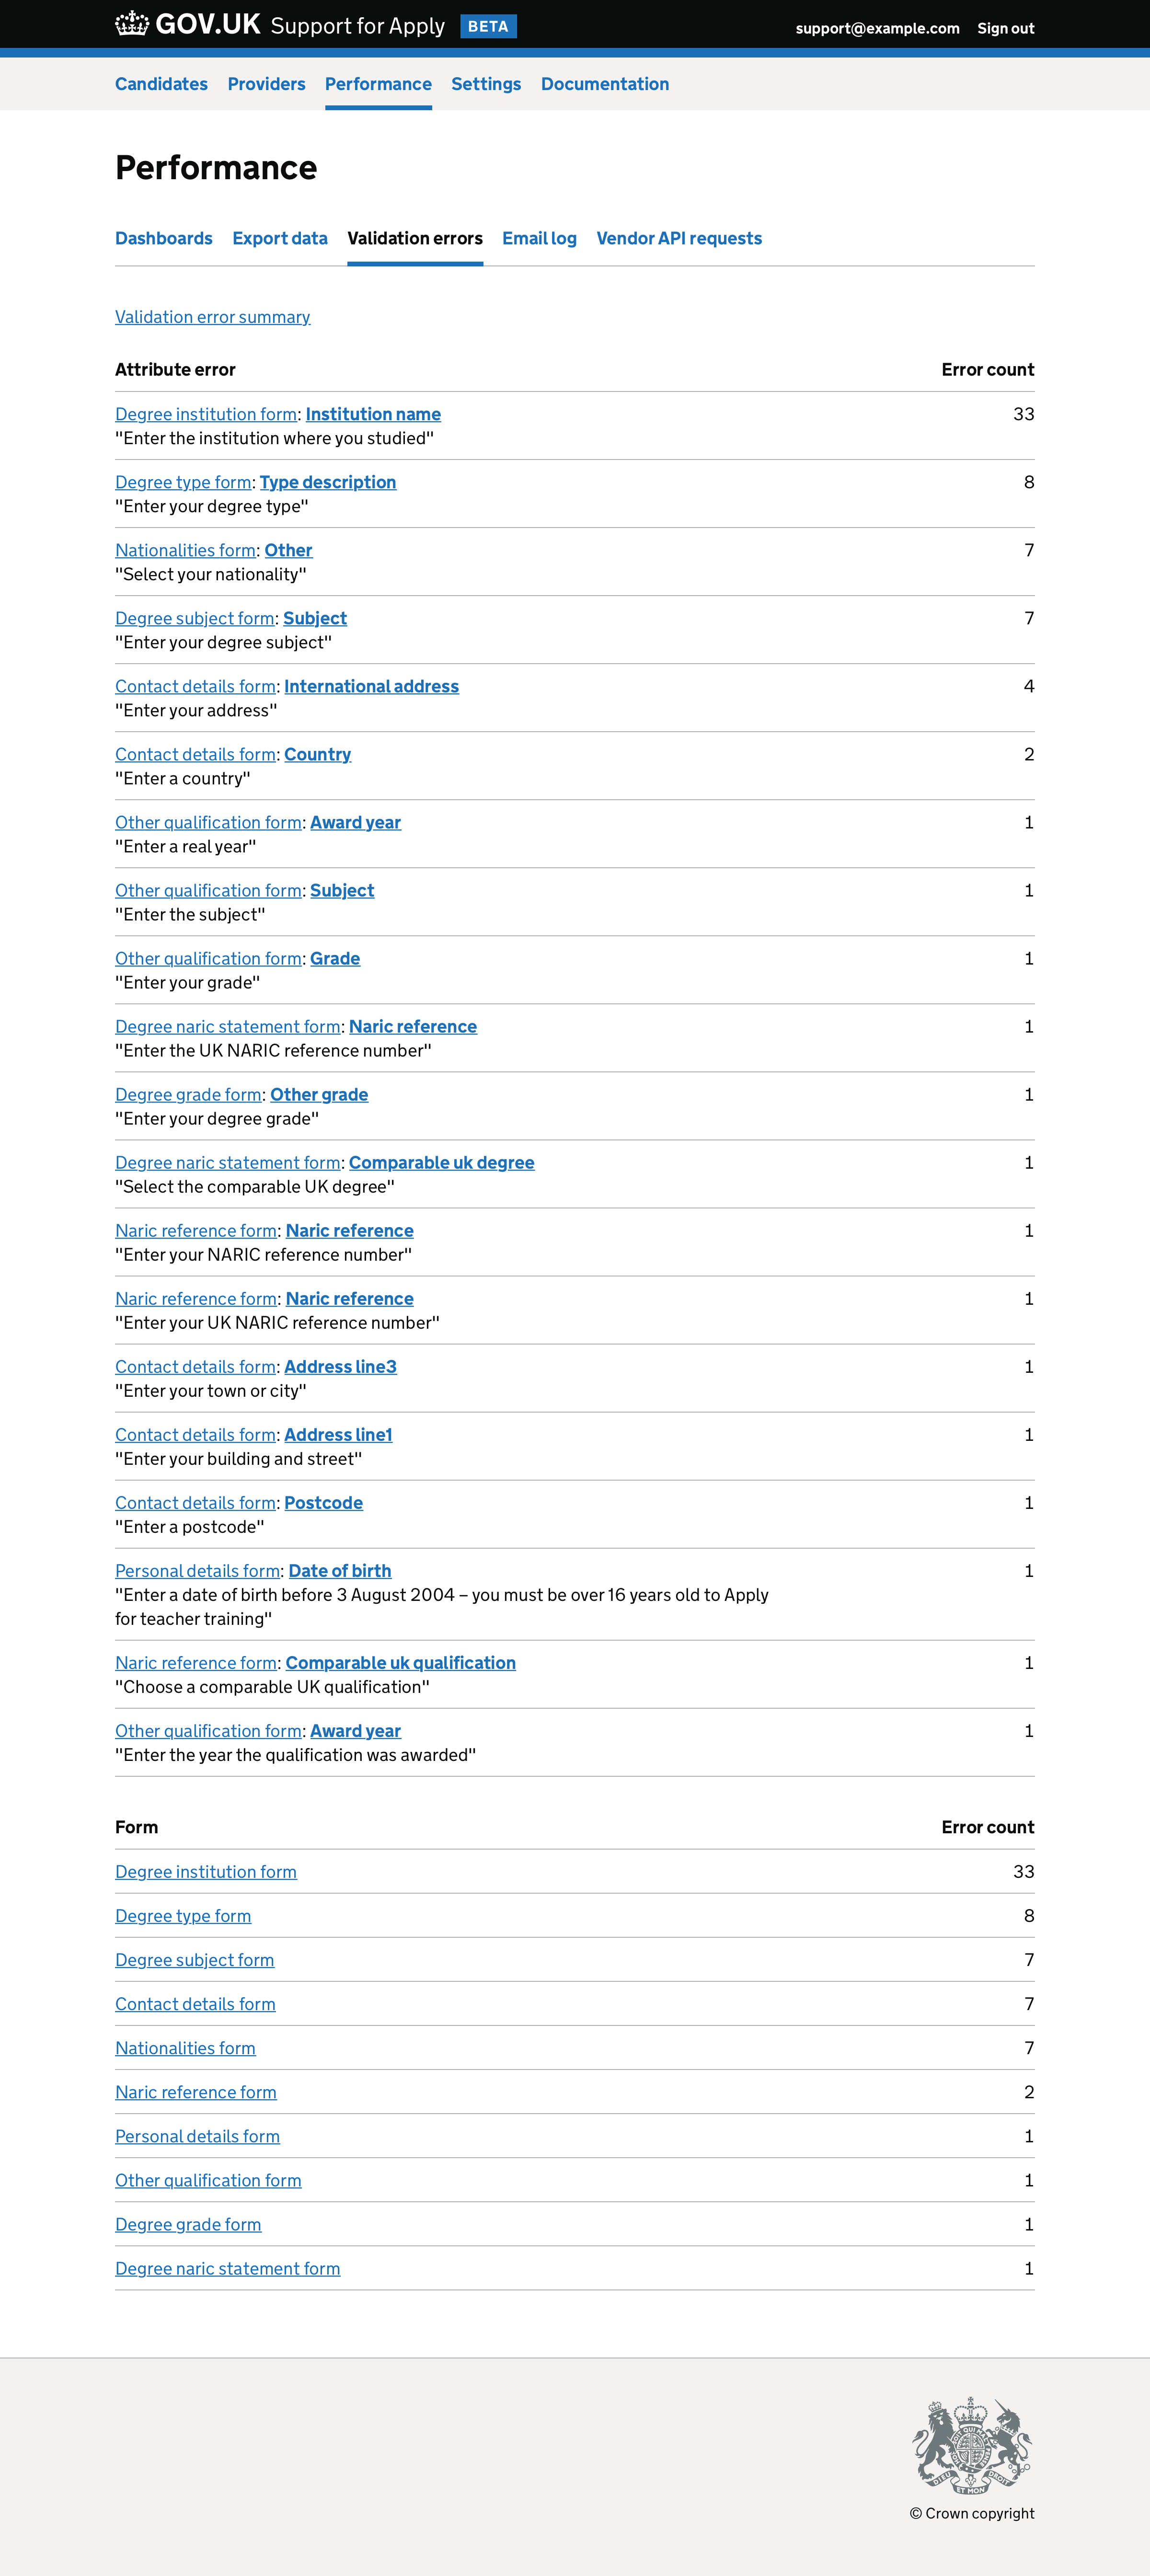 GOV.UK Support for Apply BETA support@example.com Sign out
Candidates Providers Performance Settings Documentation
Performance
Dashboards Export data Validation errors Email log Vendor API requests
Validation error summary
Attribute error Error count
Degree institution form: Institution name 33
"Enter the institution where you studied"
Degree type form: Type description 8
"Enter your degree type"
Nationalities form: Other 7
"Select your nationality"
Degree subject form: Subject 7
"Enter your degree subject"
Contact details form: International address 4
"Enter your address"
Contact details form: Country 2
"Enter a country"
Other qualification form: Award year 1
"Enter a real year"
Other qualification form: Subject 1
"Enter the subject"
Other qualification form: Grade 1
"Enter your grade"
Degree naric statement form: Naric reference 1
"Enter the UK NARIC reference number"
Degree grade form: Other grade 1
"Enter your degree grade"
Degree naric statement form: Comparable uk degree 1
"Select the comparable UK degree"
Naric reference form: Naric reference 1
"Enter your NARIC reference number"
Naric reference form: Naric reference 1
"Enter your UK NARIC reference number"
Contact details form: Address line3 1
"Enter your town or city"
Contact details form: Address line1 1
"Enter your building and street"
Contact details form: Postcode 1
"Enter a postcode"
Personal details form: Date of birth 1
"Enter a date of birth before 3 August 2004 – you must be over 16 years old to Apply
for teacher training"
Naric reference form: Comparable uk qualification 1
"Choose a comparable UK qualification"
Other qualification form: Award year 1
"Enter the year the qualification was awarded"
Form Error count
Degree institution form 33
Degree type form 8
Degree subject form 7
Contact details form 7
Nationalities form 7
Naric reference form 2
Personal details form 1
Other qualification form 1
Degree grade form 1
Degree naric statement form 1
DIEU ET MON DROIT
© Crown copyright